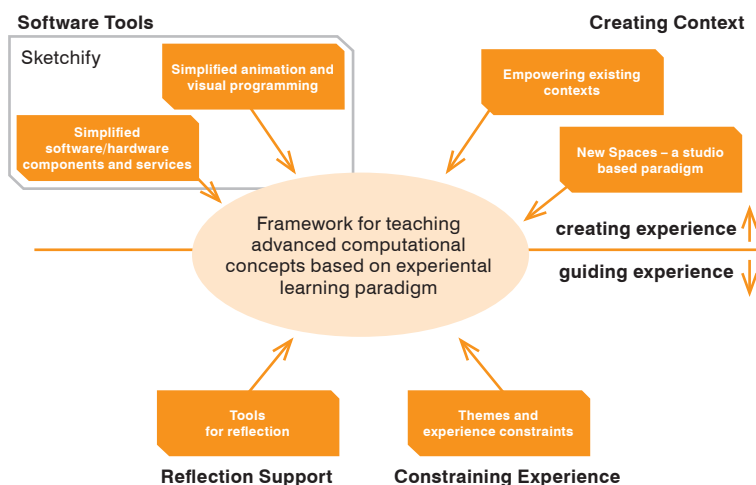 Software Tools
Creating Context
Sketchify
Simplified animation and
visual programming
Empowering existing
contexts
Simplified
software/hardware
components and services
New Spaces – a studio
based paradigm
Framework for teaching
advanced computational
concepts based on experiental
learning paradigm
creating experience
guiding experience
Tools
for reflection
Themes and
experience constraints
Reflection Support
Constraining Experience